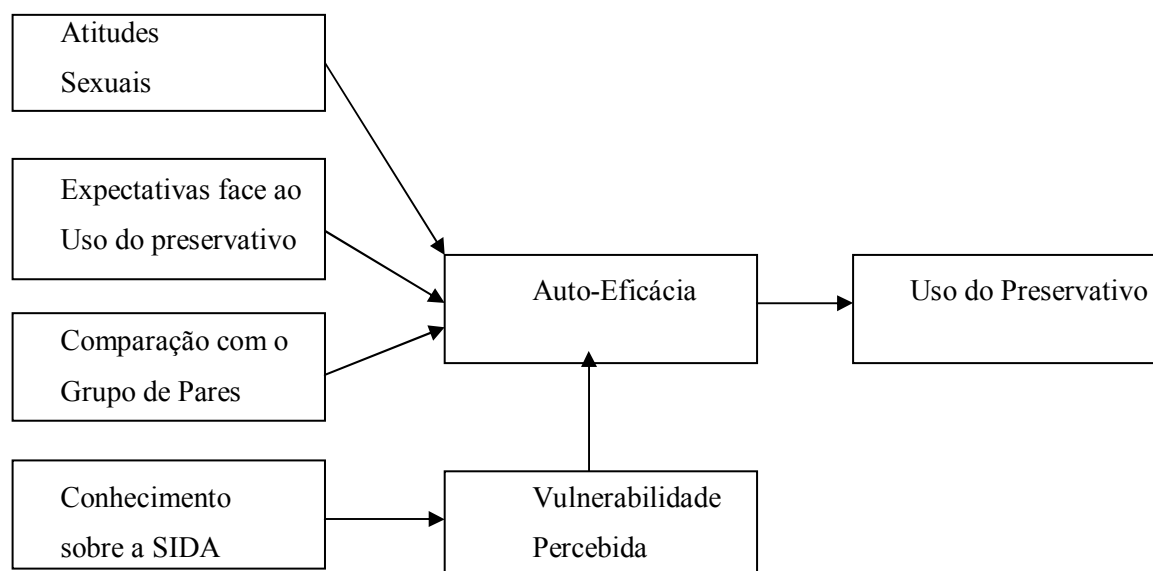 Atitudes
Sexuais
Expectativas face ao
Uso do preservativo
Auto-Eficácia
Uso do Preservativo
Comparação com o
Grupo de Pares
Conhecimento
sobre a SIDA
Vulnerabilidade
Percebida